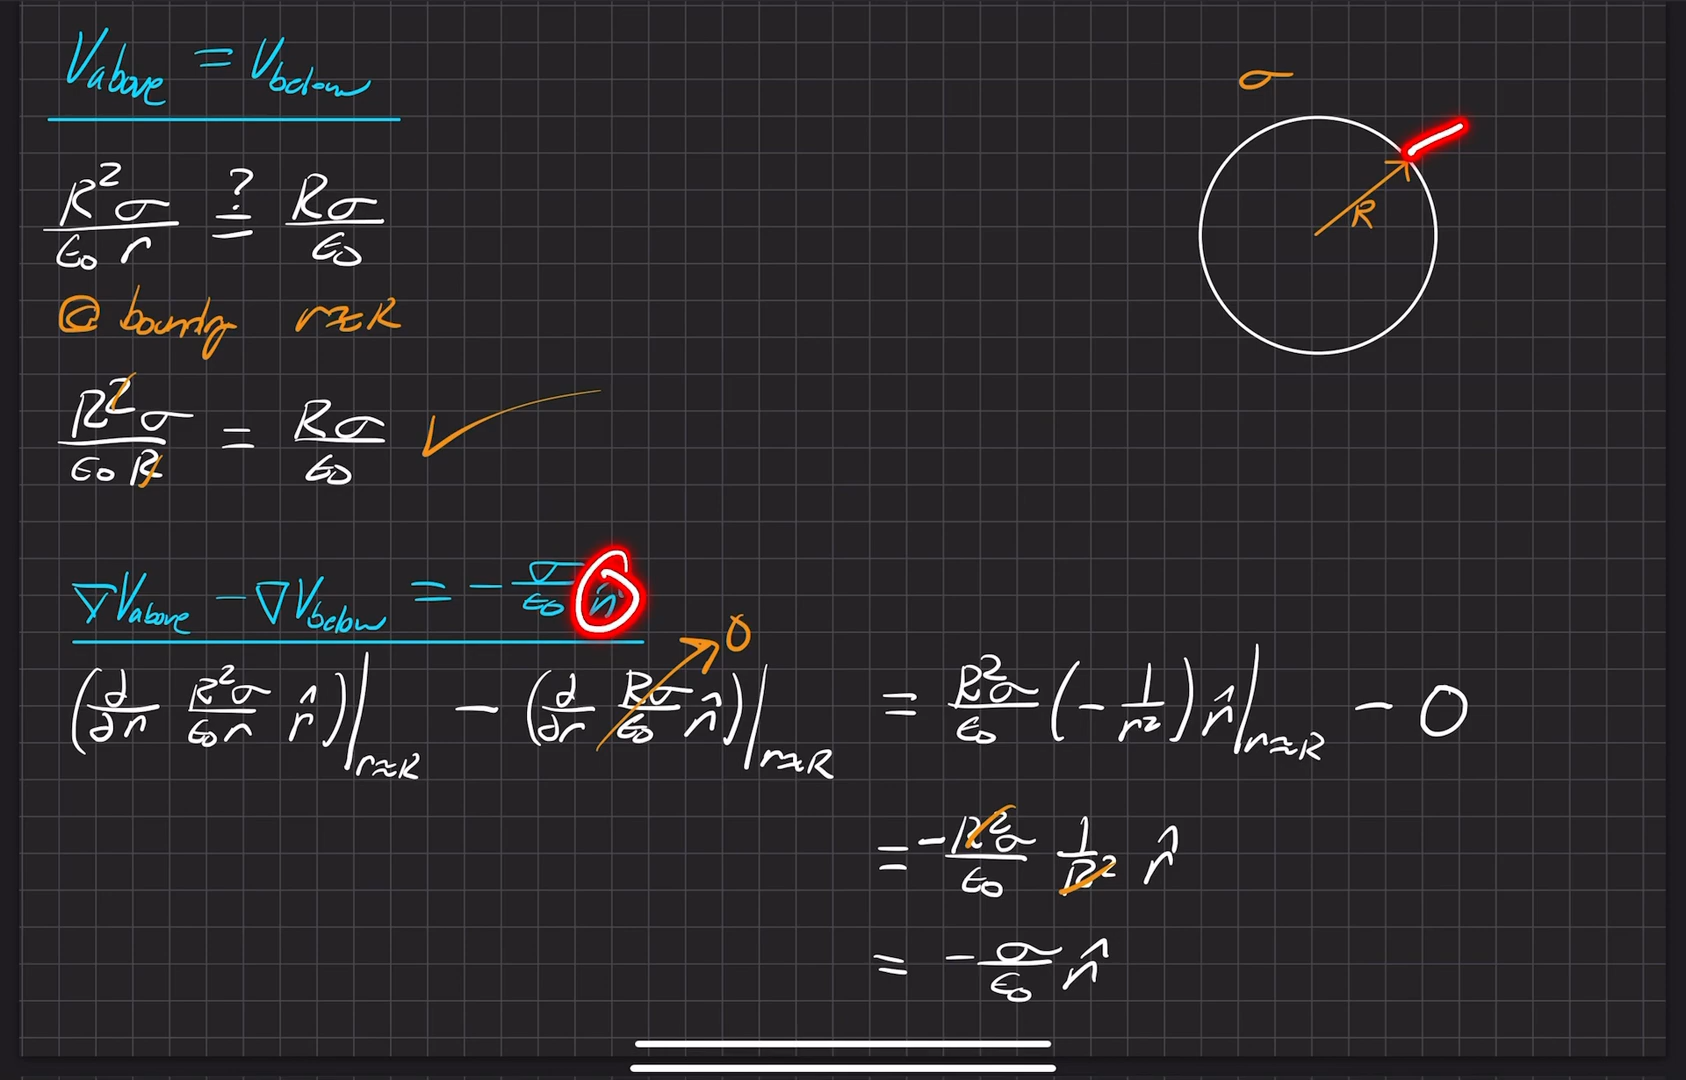 V_above = V_below
σ
R²σ/ϵ₀r ≟ Rσ/ϵ₀
R
@ boundry r≈R
R²σ/ϵ₀R = Rσ/ϵ₀ ✓
∇V_above − ∇V_below = − σ/ϵ₀ n̂
(∂/∂r R²σ/ϵ₀r r̂)|r≈R − (∂/∂r Rσ/ϵ₀ r̂)|r≈R → 0 = R²σ/ϵ₀ (− 1/r²) r̂|r≈R − 0
= −R²σ/ϵ₀ 1/R² r̂
= − σ/ϵ₀ r̂